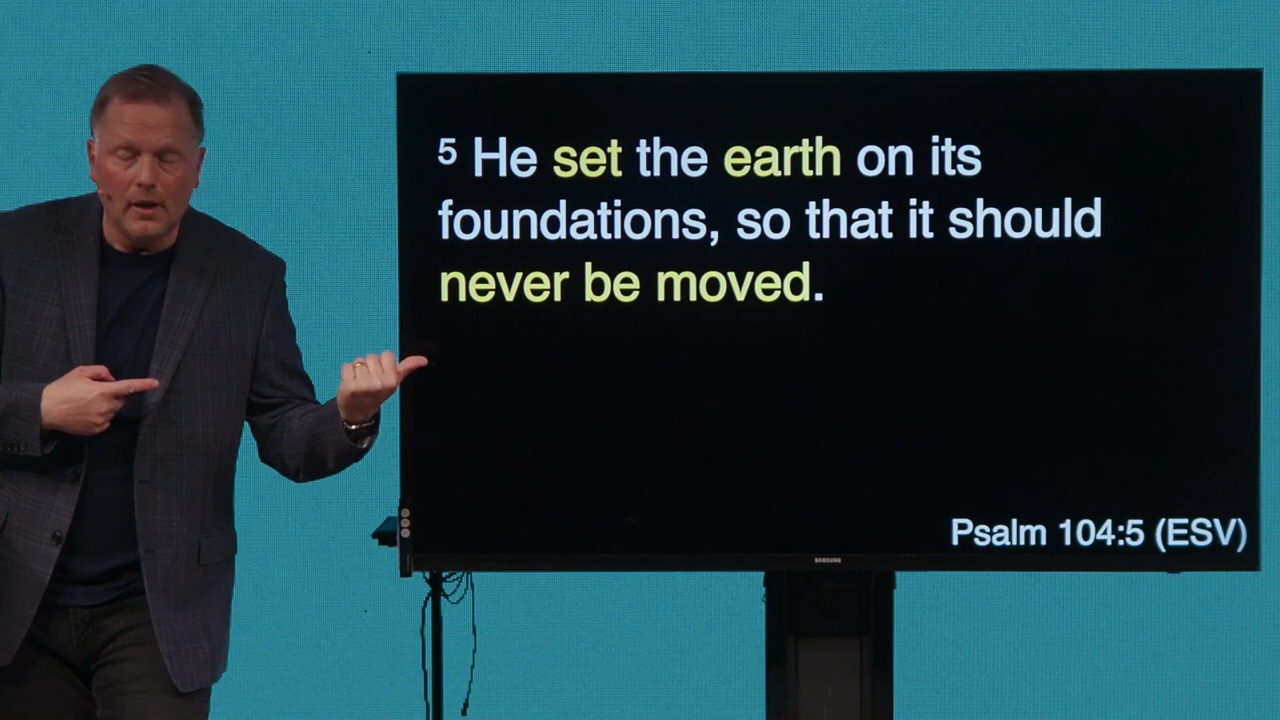 5 He set the earth on its
foundations, so that it should
never be moved.
Psalm 104:5 (ESV)
SAMSUNG